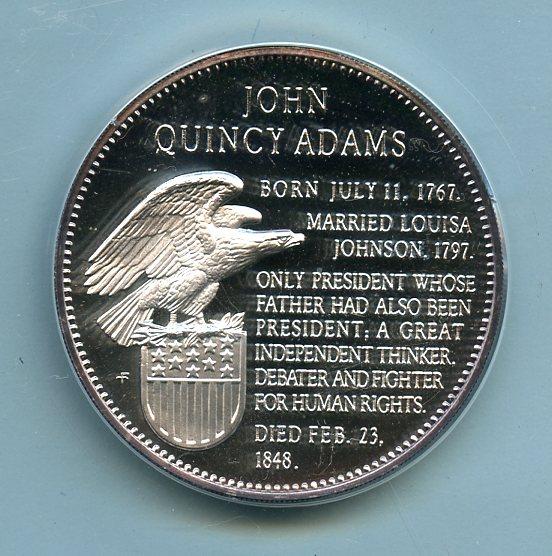 JOHN
QUINCY ADAMS
BORN JULY 11, 1767.
MARRIED LOUISA
JOHNSON, 1797.
ONLY PRESIDENT WHOSE
FATHER HAD ALSO BEEN
PRESIDENT; A GREAT
INDEPENDENT THINKER.
DEBATER AND FIGHTER
FOR HUMAN RIGHTS.
DIED FEB. 23,
1848.